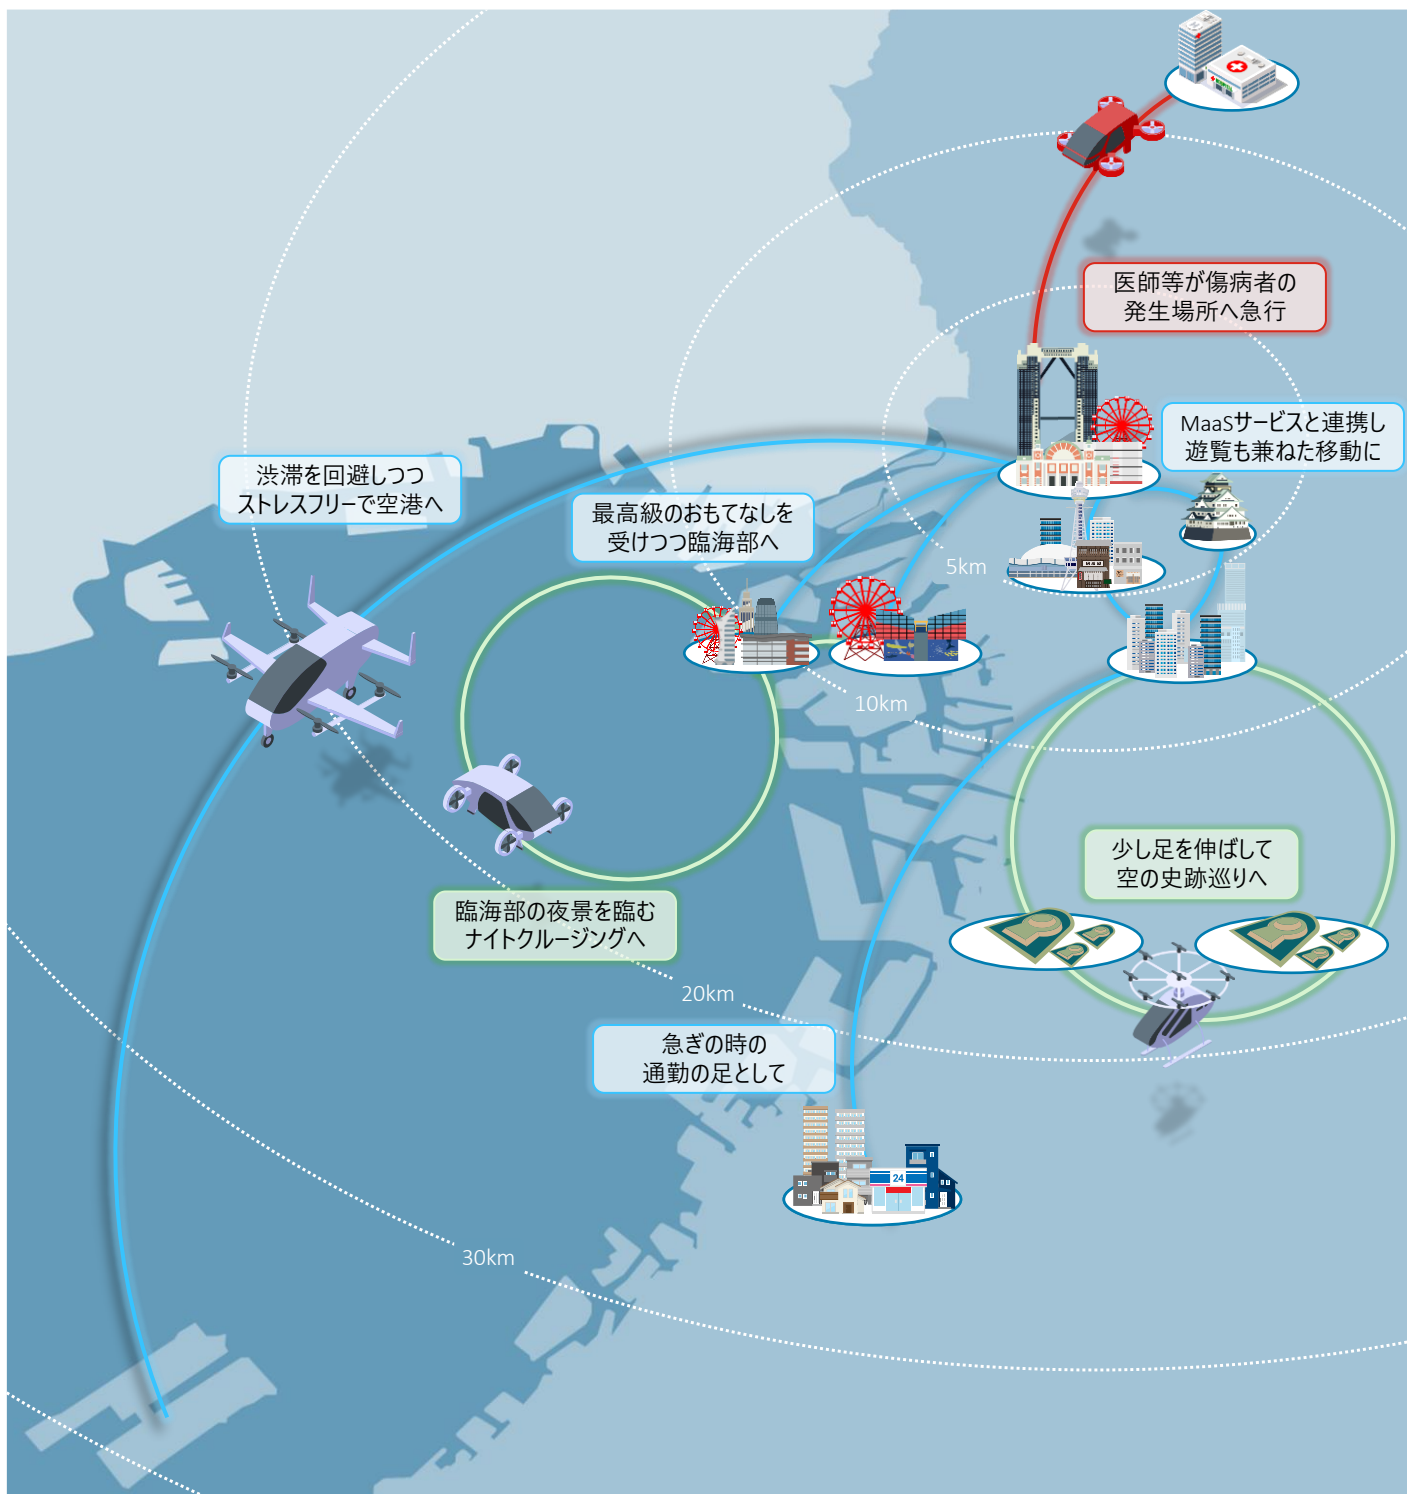 医師等が傷病者の
発生場所へ急行
MaaSサービスと連携し
遊覧も兼ねた移動に
渋滞を回避しつつ
ストレスフリーで空港へ
最高級のおもてなしを
受けつつ臨海部へ
5km
10km
少し足を伸ばして
空の史跡巡りへ
臨海部の夜景を臨む
ナイトクルージングへ
20km
急ぎの時の
通勤の足として
24
30km